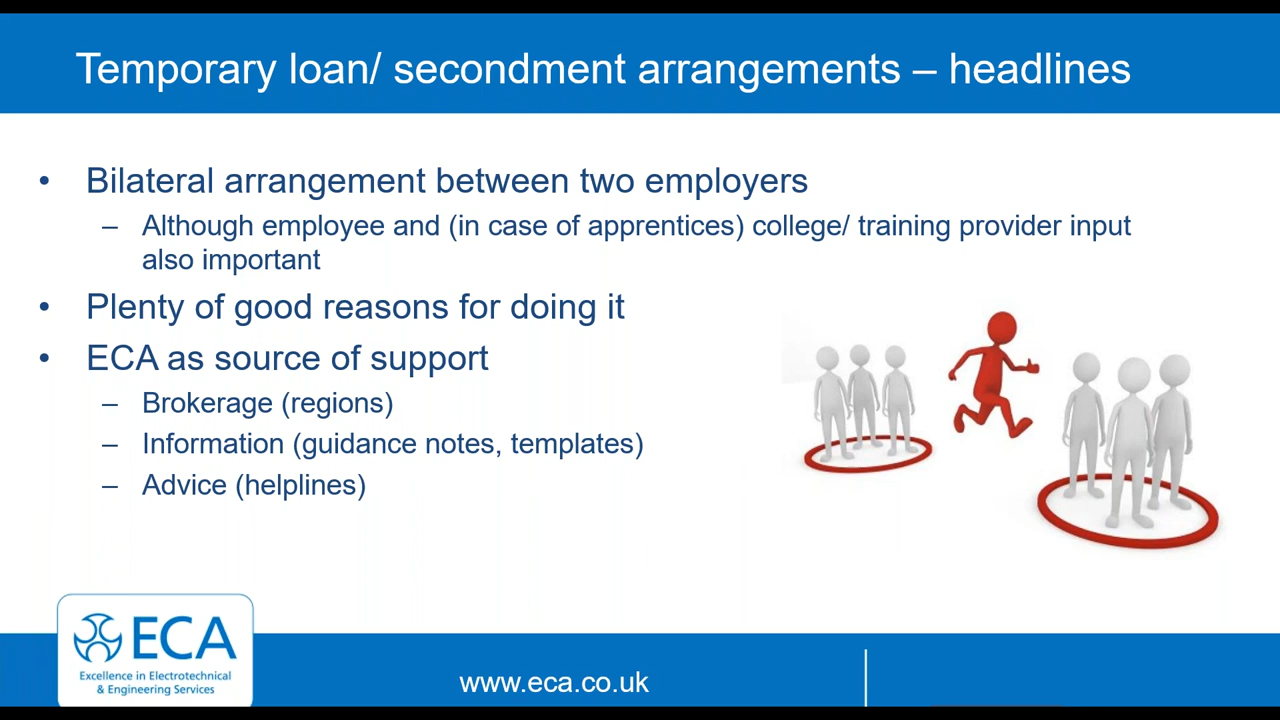 Temporary loan/ secondment arrangements – headlines
• Bilateral arrangement between two employers
– Although employee and (in case of apprentices) college/ training provider input
also important
• Plenty of good reasons for doing it
• ECA as source of support
– Brokerage (regions)
– Information (guidance notes, templates)
– Advice (helplines)
ECA
Excellence in Electrotechnical
& Engineering Services
www.eca.co.uk